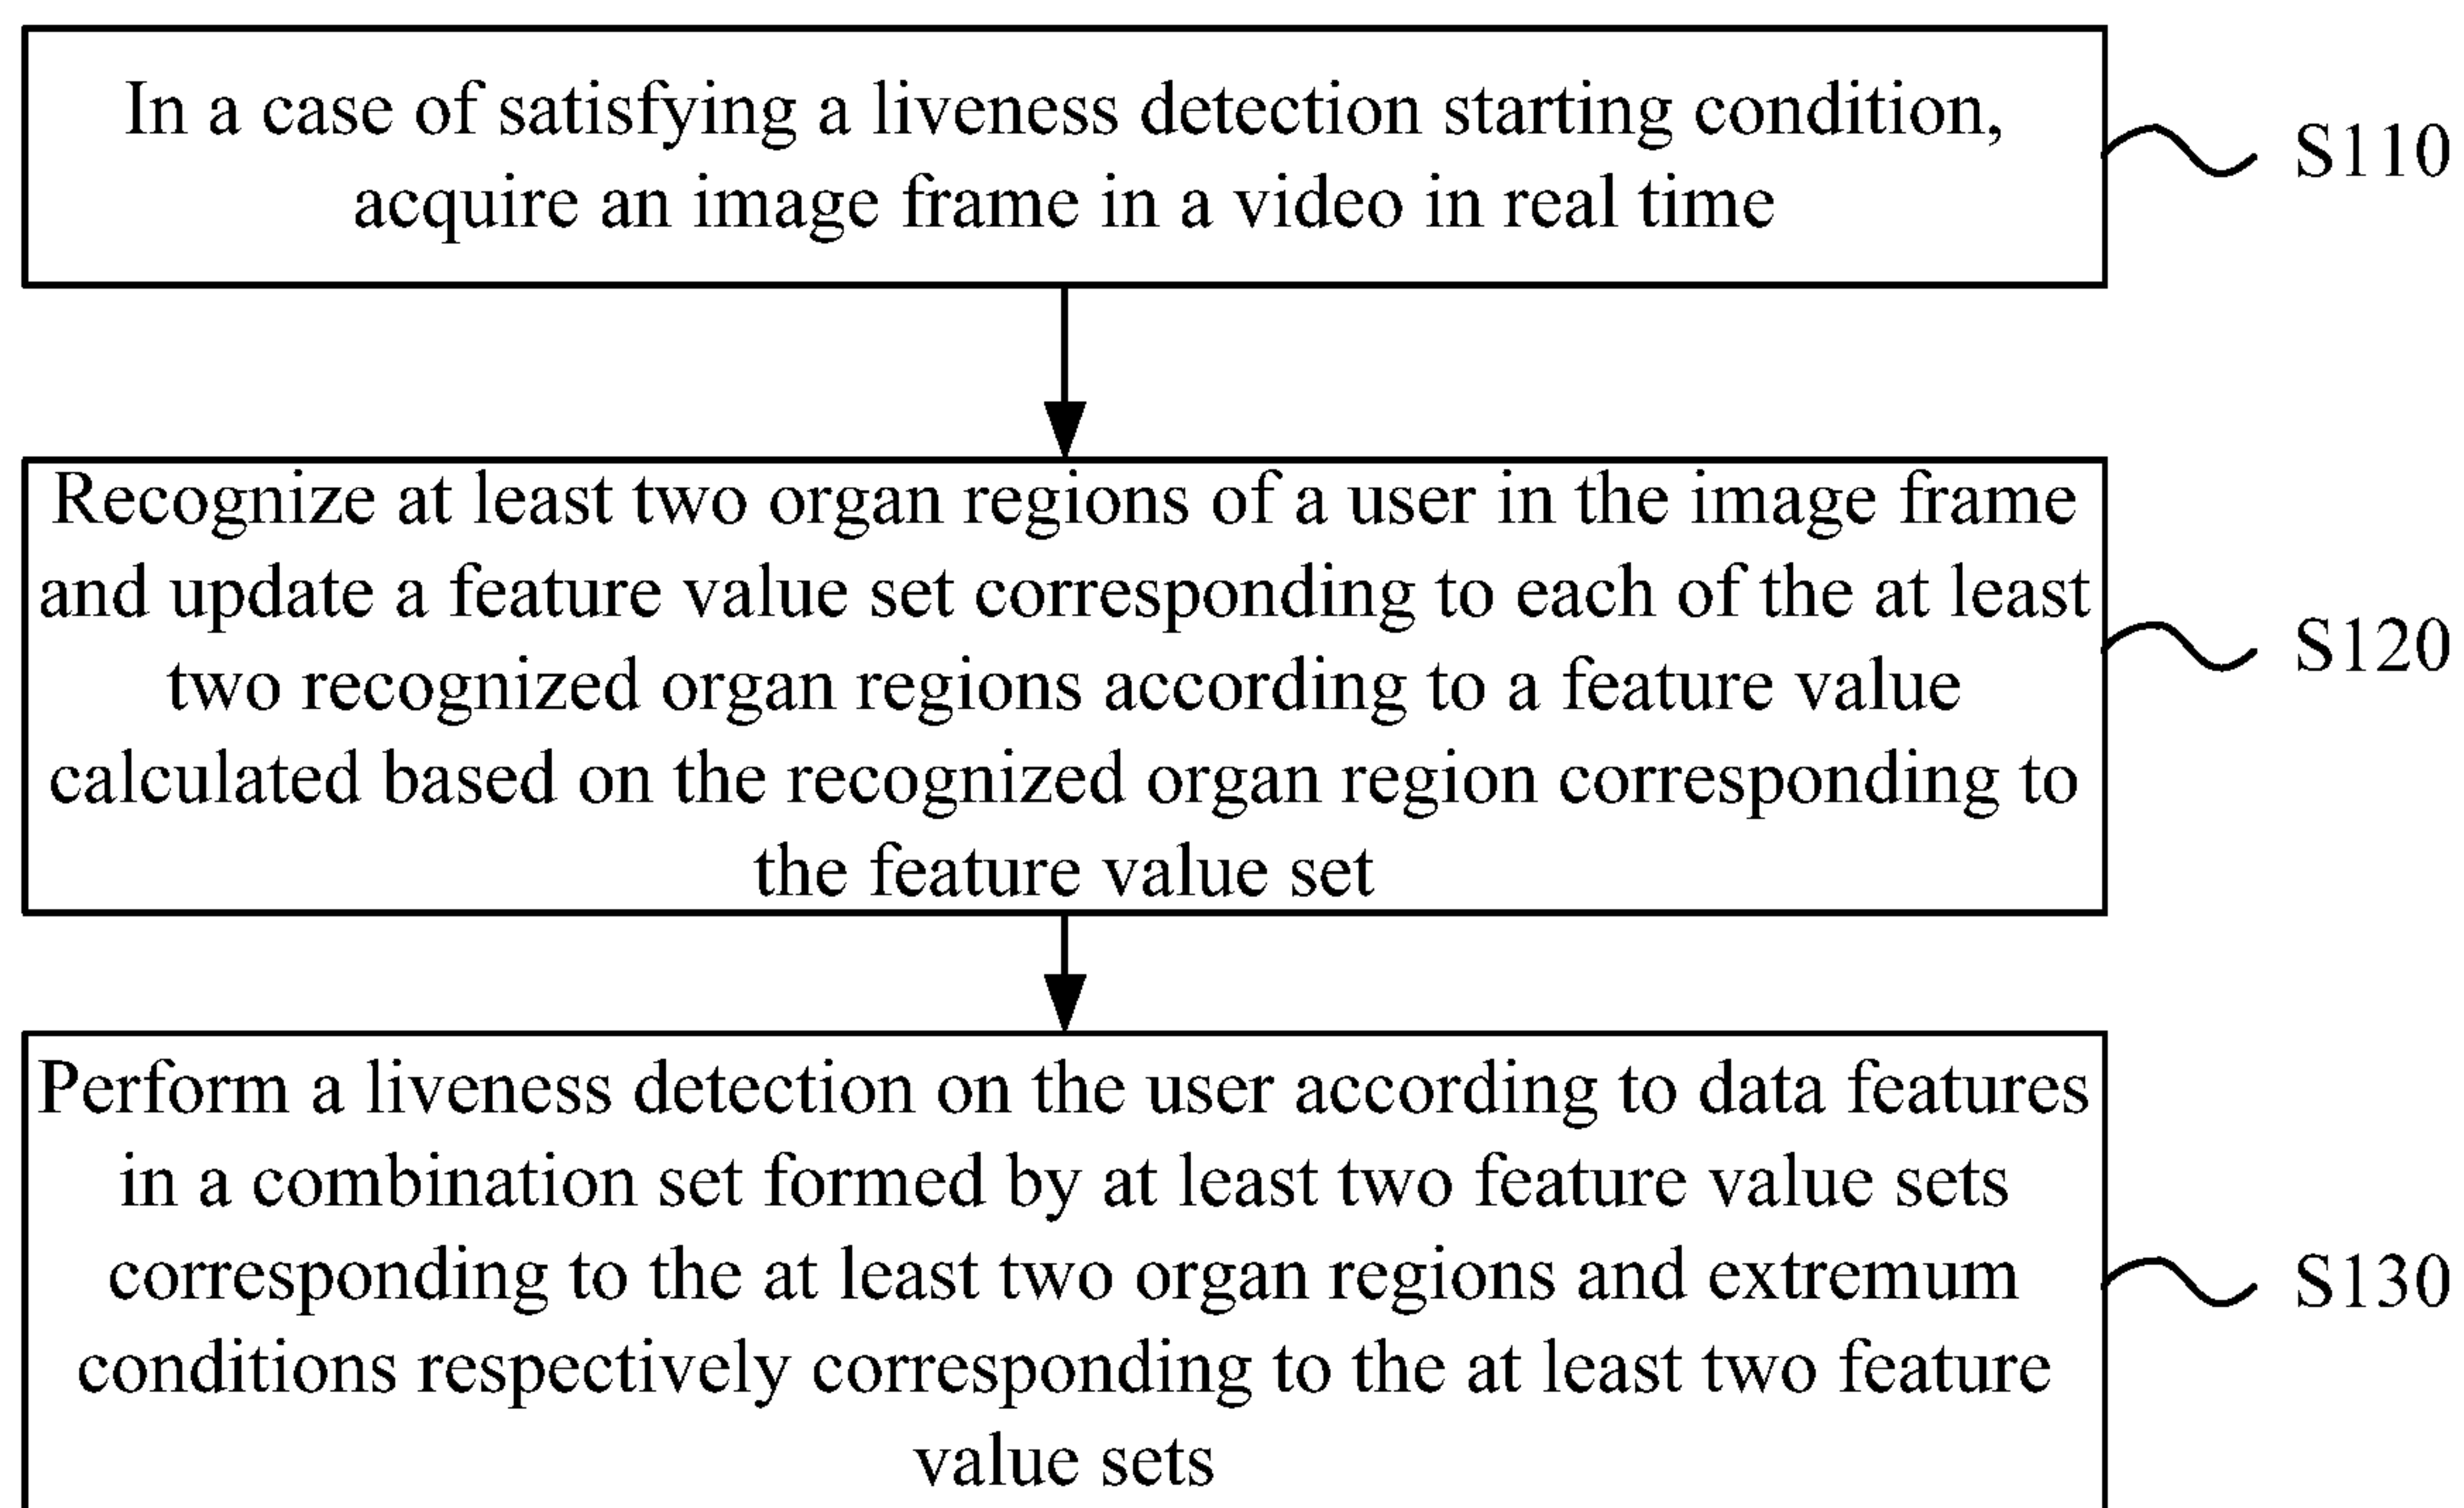 In a case of satisfying a liveness detection starting condition,
acquire an image frame in a video in real time
S110
Recognize at least two organ regions of a user in the image frame
and update a feature value set corresponding to each of the at least
two recognized organ regions according to a feature value
calculated based on the recognized organ region corresponding to
the feature value set
S120
Perform a liveness detection on the user according to data features
in a combination set formed by at least two feature value sets
corresponding to the at least two organ regions and extremum
conditions respectively corresponding to the at least two feature
value sets
S130